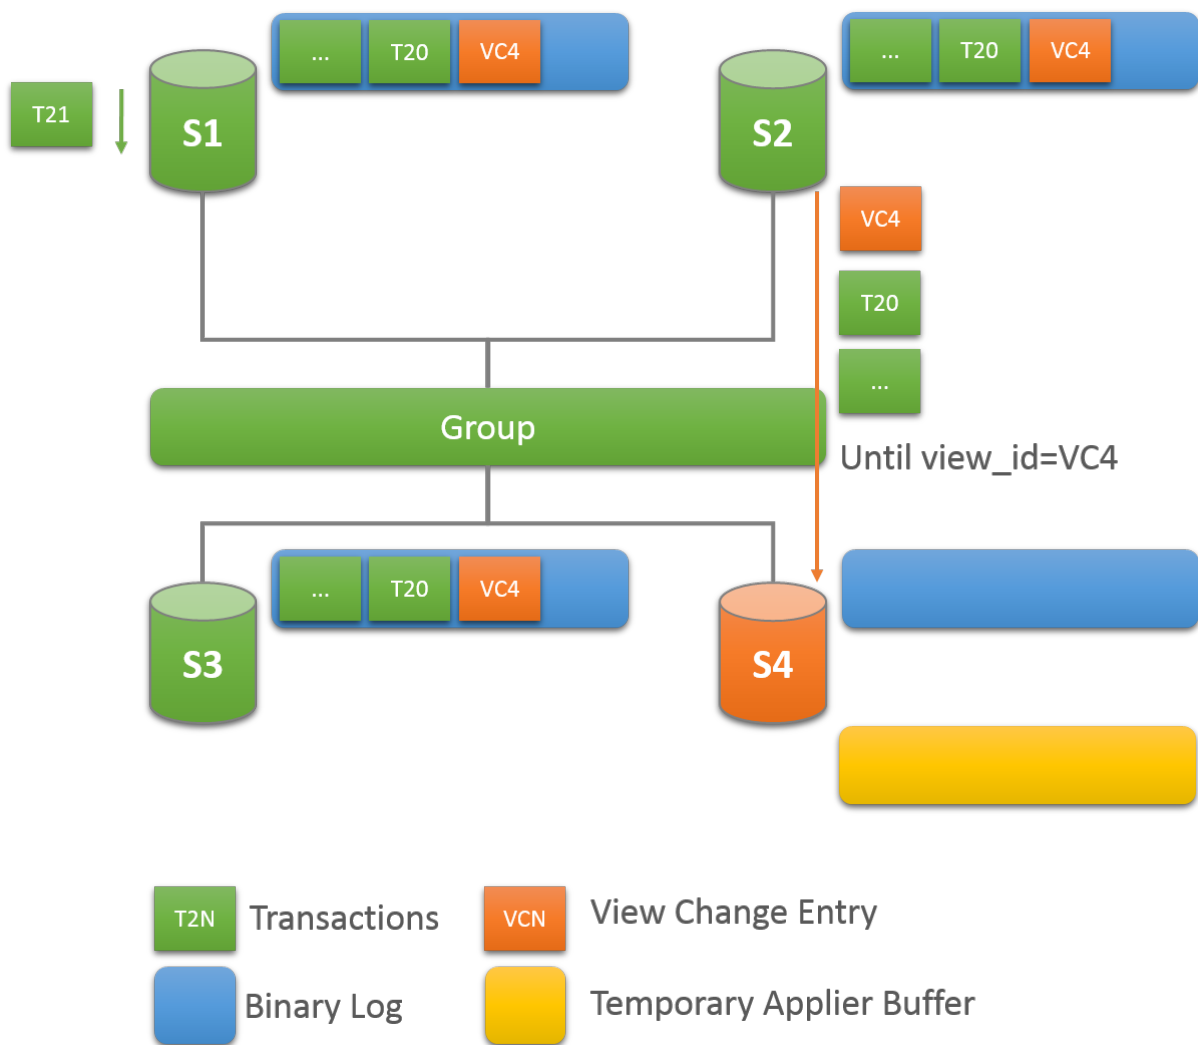 ... T20 VC4
... T20 VC4
T21
S1
S2
VC4
T20
...
Group
Until view_id=VC4
... T20 VC4
S3
S4
T2N Transactions
VCN View Change Entry
Binary Log
Temporary Applier Buffer